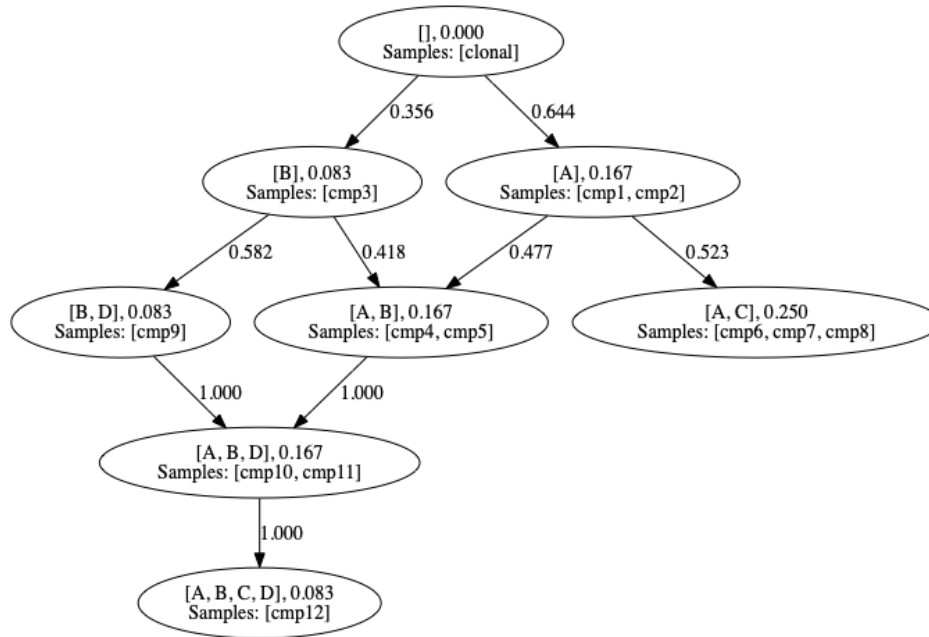 [], 0.000
Samples: [clonal]
0.356
0.644
[B], 0.083
Samples: [cmp3]
[A], 0.167
Samples: [cmp1, cmp2]
0.582
0.418
0.477
0.523
[B, D], 0.083
Samples: [cmp9]
[A, B], 0.167
Samples: [cmp4, cmp5]
[A, C], 0.250
Samples: [cmp6, cmp7, cmp8]
1.000
1.000
[A, B, D], 0.167
Samples: [cmp10, cmp11]
1.000
[A, B, C, D], 0.083
Samples: [cmp12]